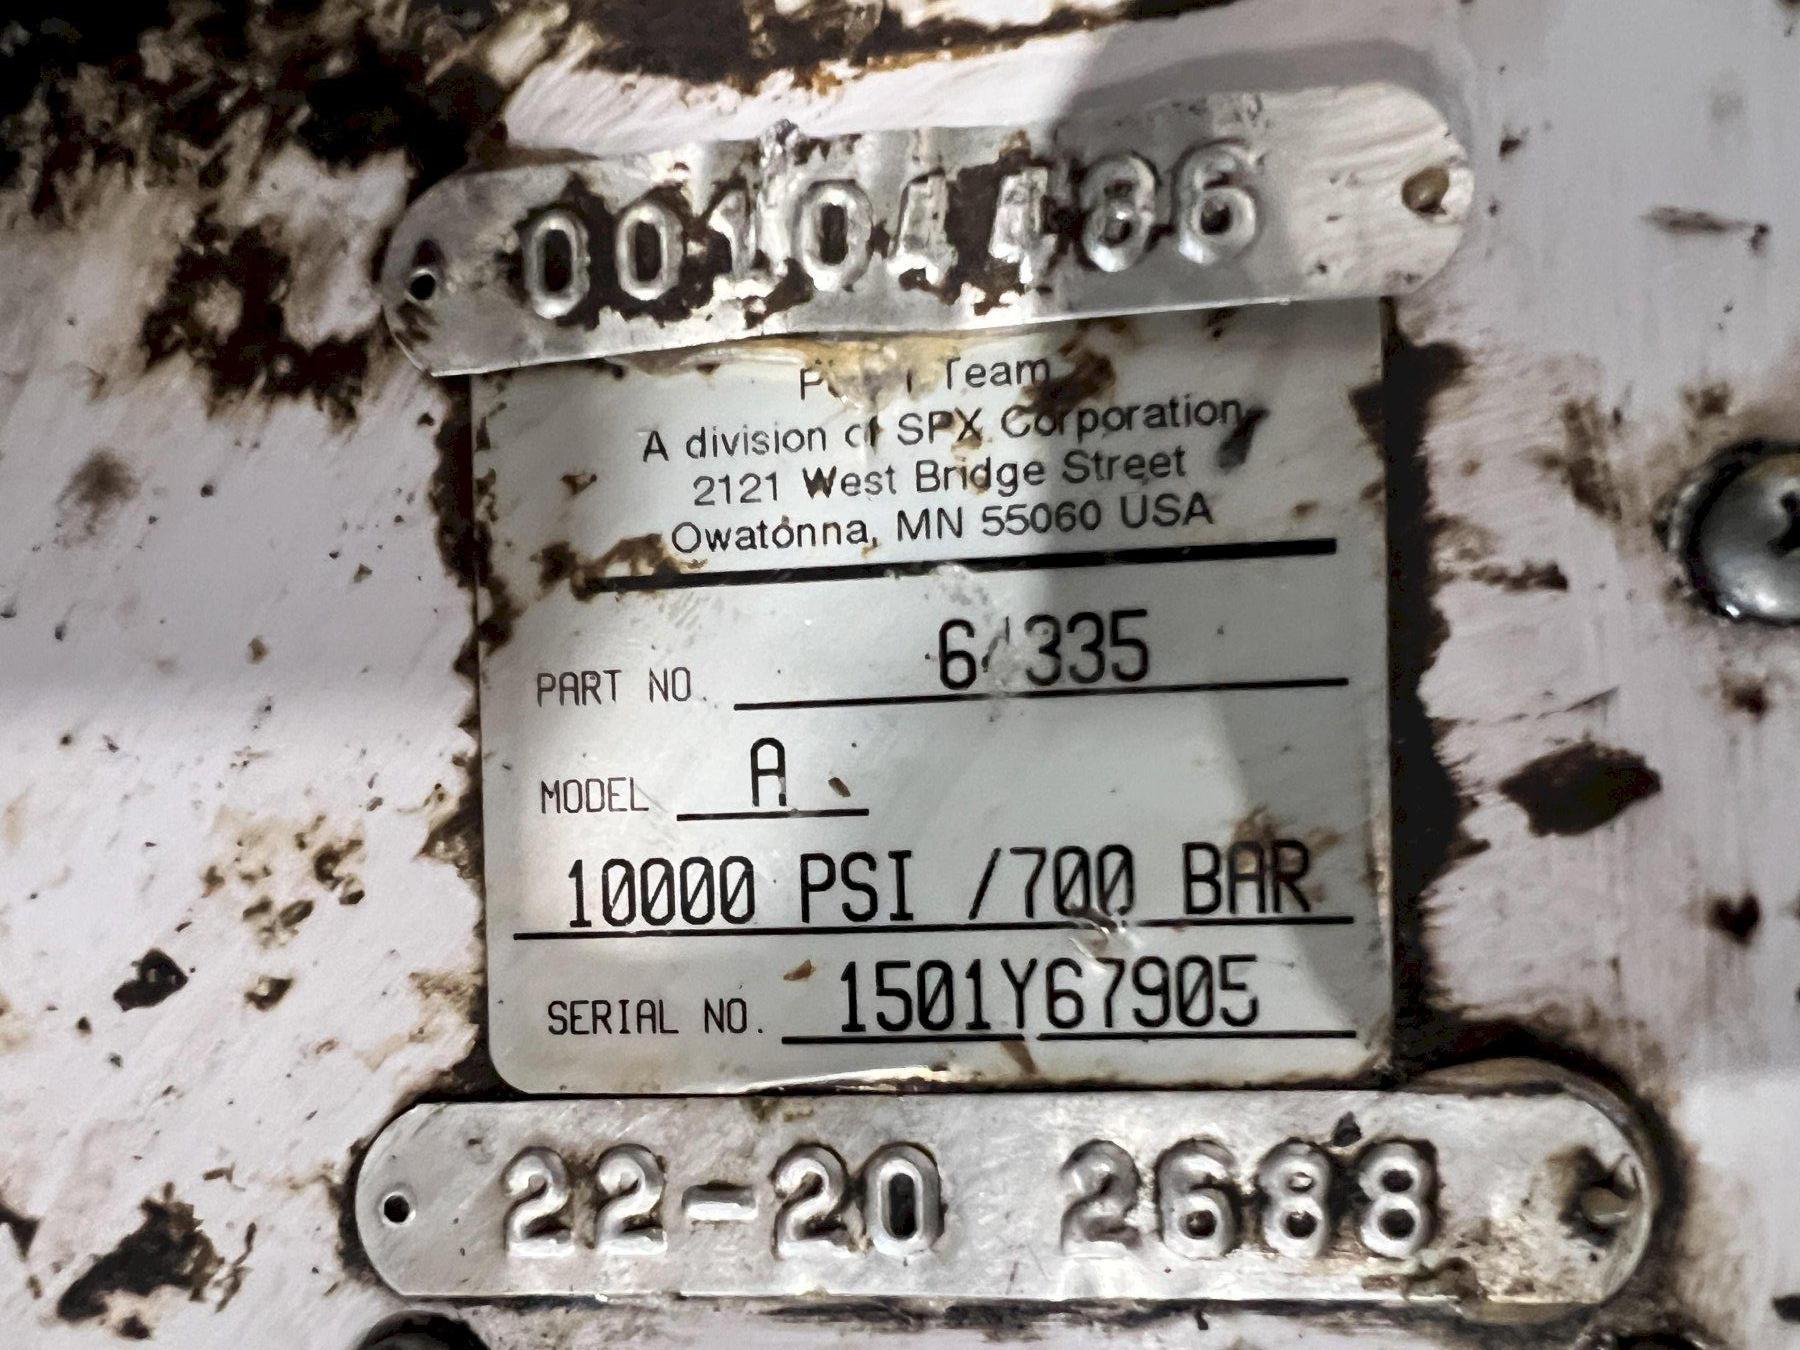 00104486
Team
A division of SPX Corporation
2121 West Bridge Street
Owatonna, MN 55060 USA
PART NO. 64335
MODEL A
10000 PSI /700 BAR
SERIAL NO. 1501Y67905
22-20 2688